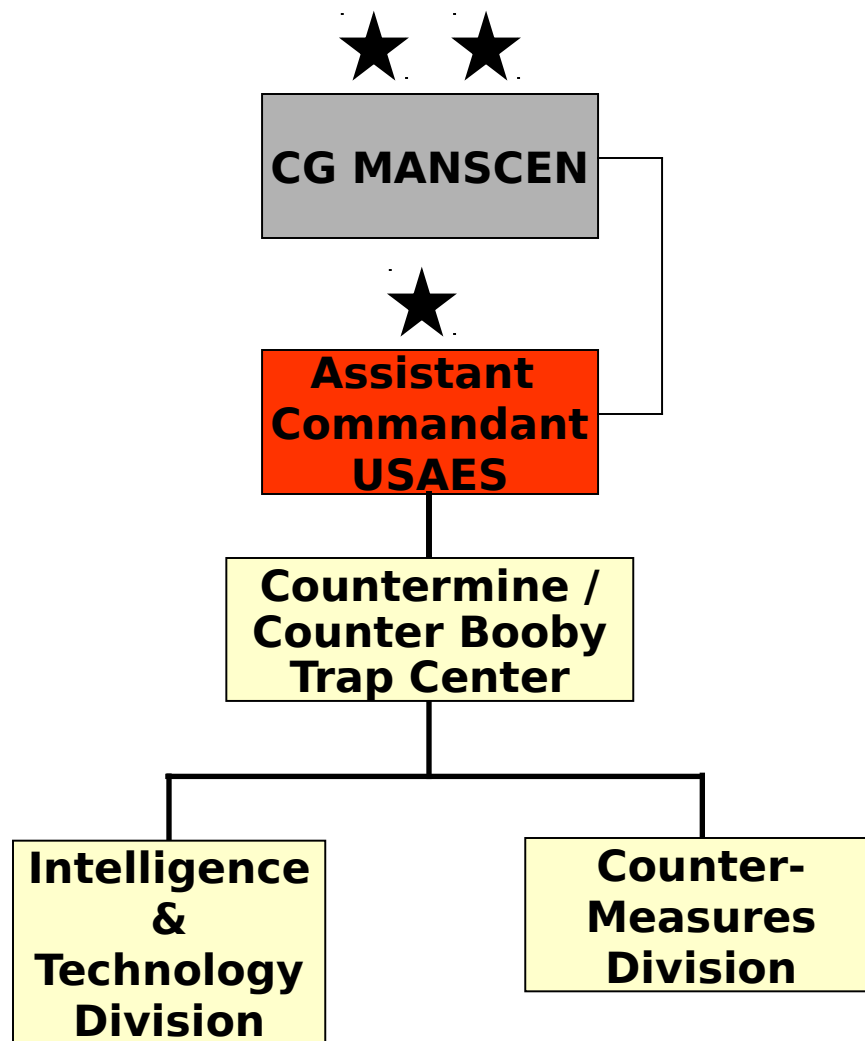 CG MANSCEN
Assistant
Commandant
USAES
Countermine /
Counter Booby
Trap Center
Intelligence
&
Technology
Division
Counter-
Measures
Division